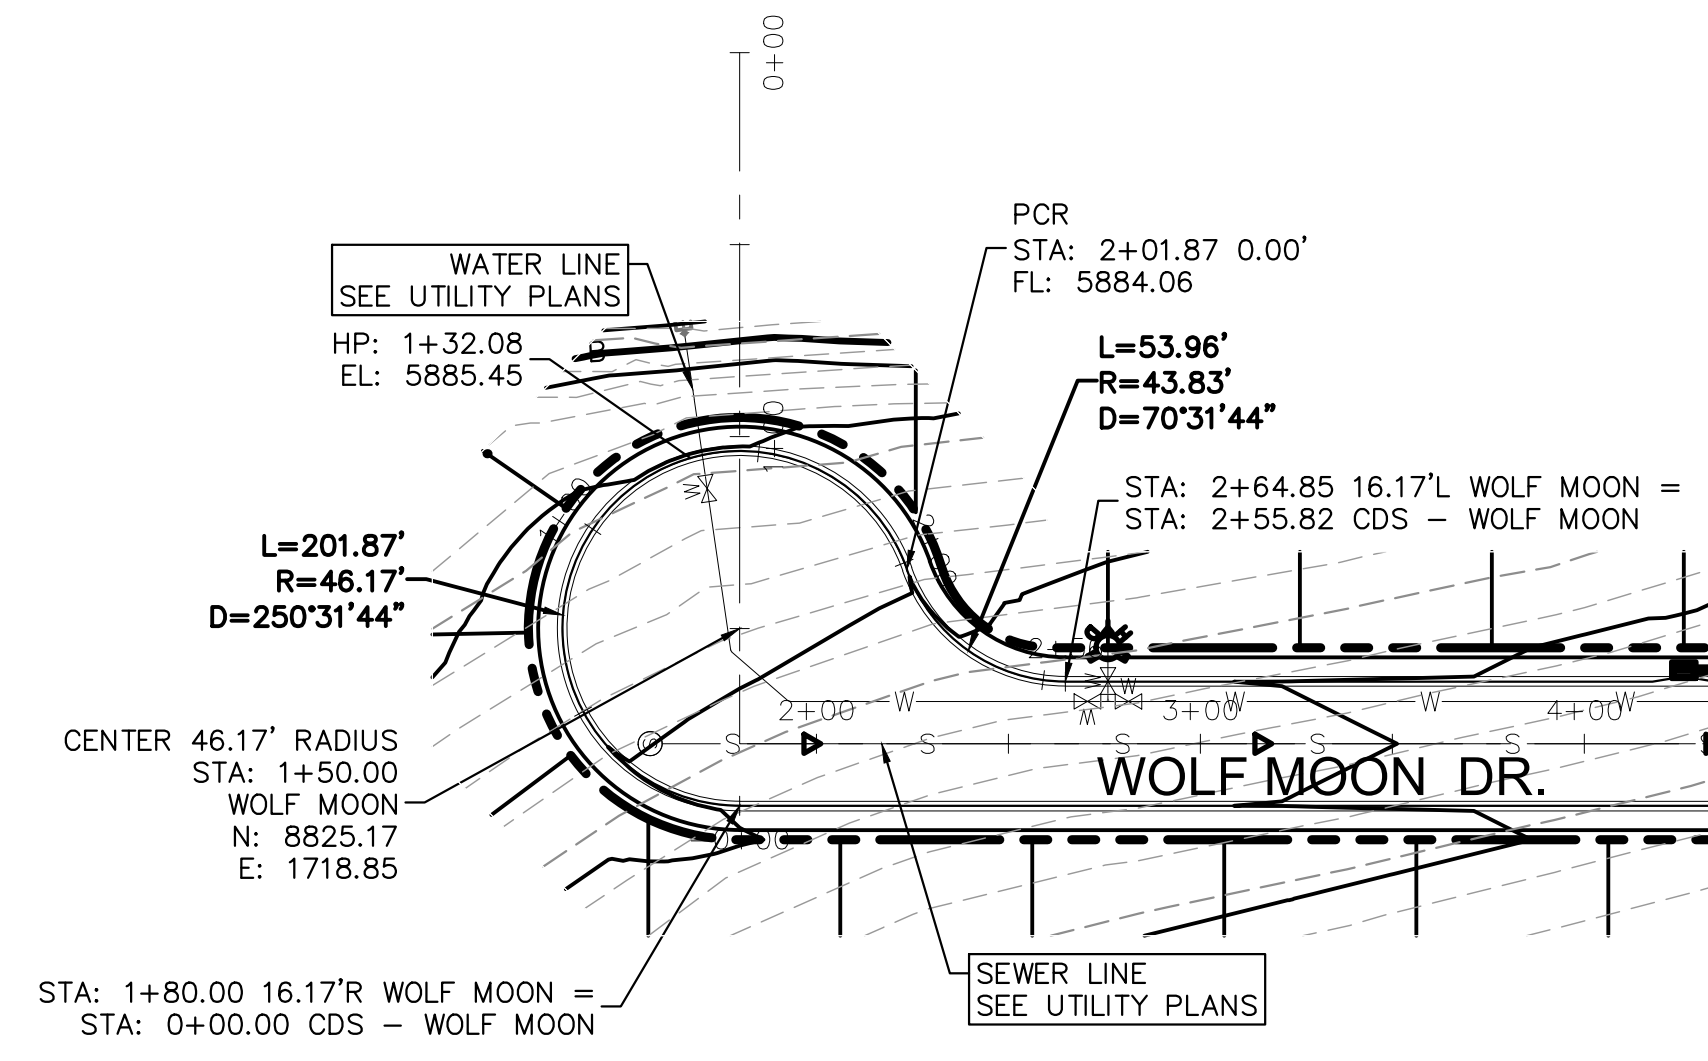 0+00
PCR
STA: 2+01.87 0.00'
FL: 5884.06
WATER LINE
SEE UTILITY PLANS
HP: 1+32.08
EL: 5885.45
B
L=53.96'
R=43.83'
D=70°31'44"
1+00
W
STA: 2+64.85 16.17'L WOLF MOON =
STA: 2+55.82 CDS - WOLF MOON
L=201.87'
R=46.17'
D=250°31'44"
W
W
W
2+00
W
3+00
W
W
4+00
W
CENTER 46.17' RADIUS
STA: 1+50.00
WOLF MOON
N: 8825.17
E: 1718.85
S
S
S
S
S
S
WOLF MOON DR.
0+00
SEWER LINE
SEE UTILITY PLANS
STA: 1+80.00 16.17'R WOLF MOON =
STA: 0+00.00 CDS - WOLF MOON